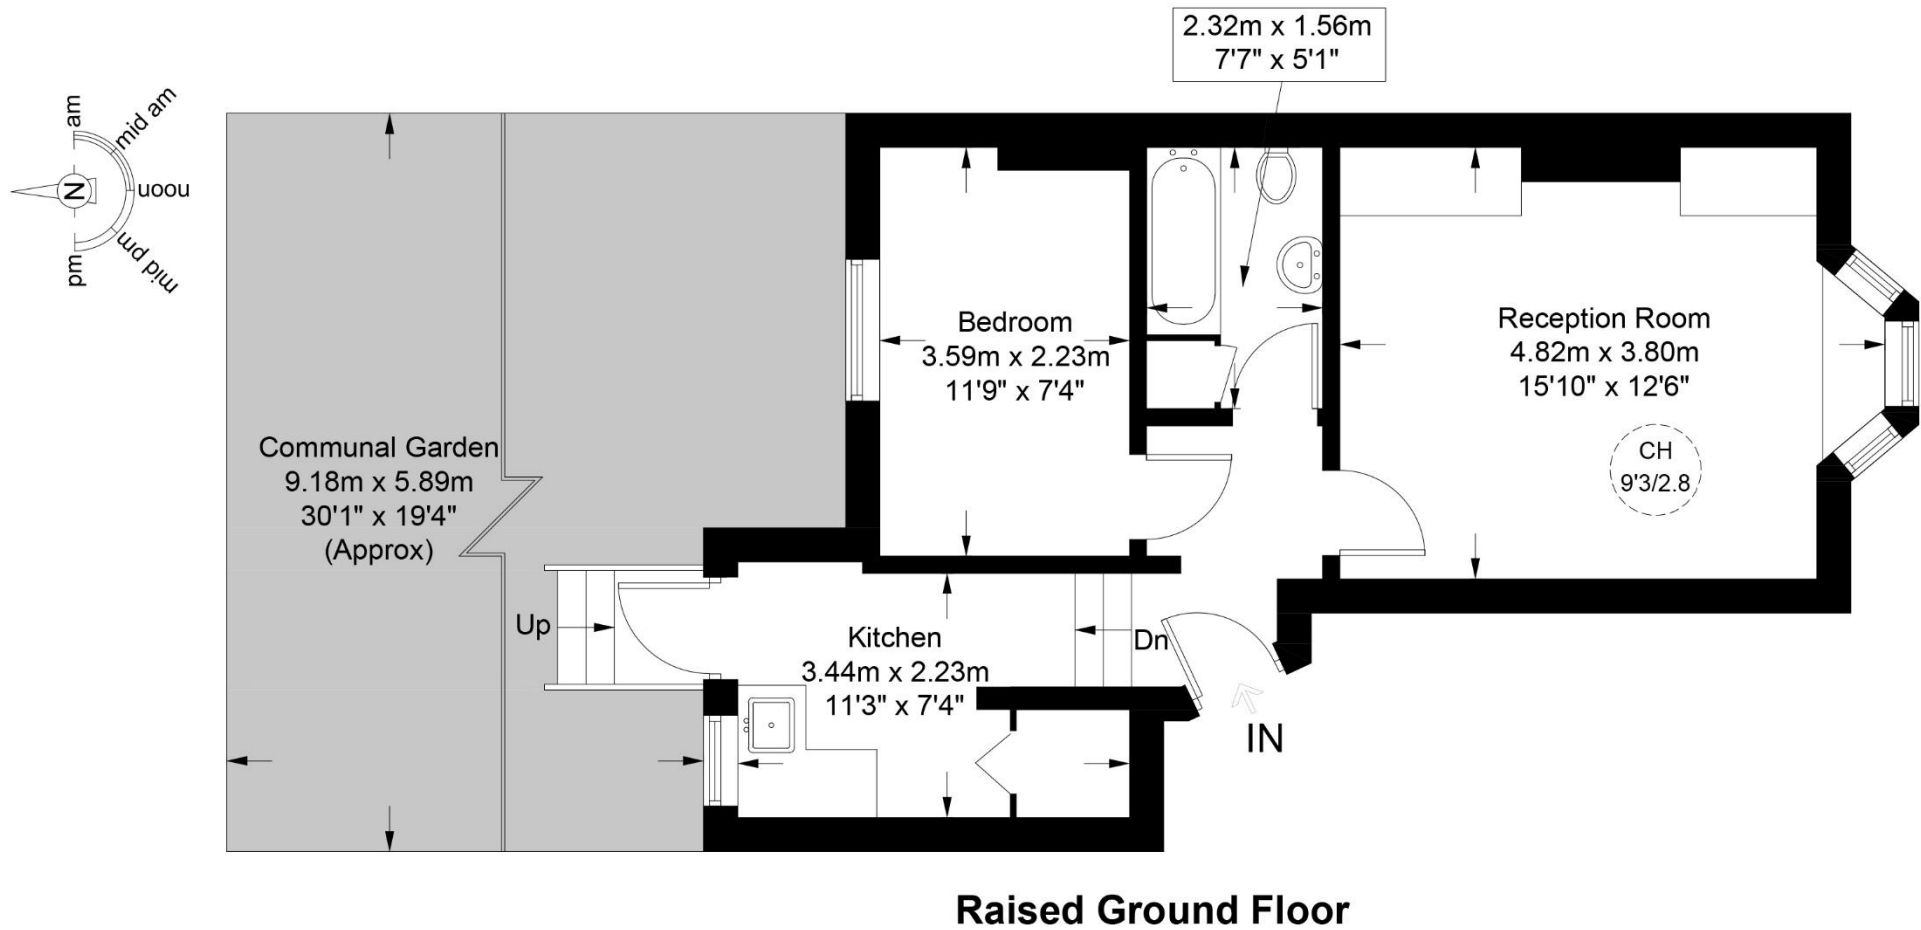 2.32m x 1.56m
7'7" x 5'1"
am
mid am
noon
mid pm
pm
N
Bedroom
3.59m x 2.23m
11'9" x 7'4"
Reception Room
4.82m x 3.80m
15'10" x 12'6"
CH
9'3/2.8
Communal Garden
9.18m x 5.89m
30'1" x 19'4"
(Approx)
Up
Kitchen
3.44m x 2.23m
11'3" x 7'4"
Dn
IN
Raised Ground Floor